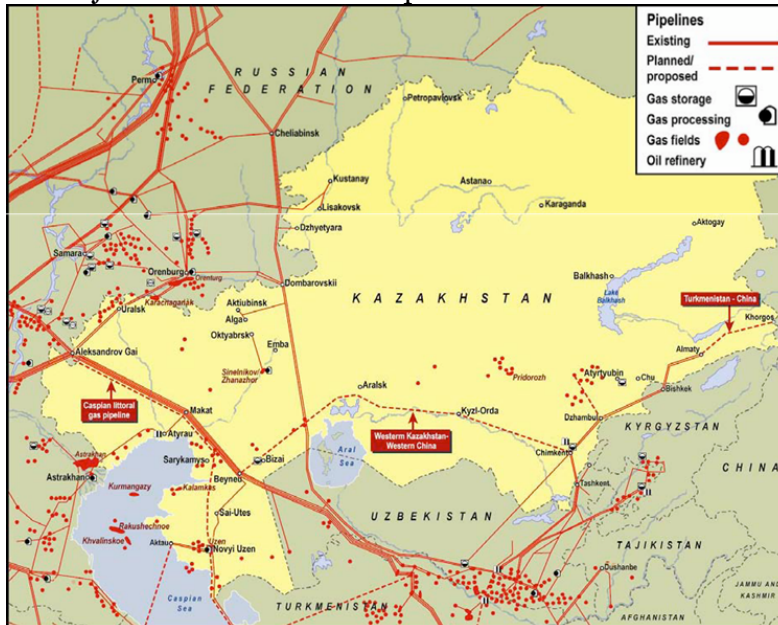 Pipelines
Existing
Planned/
proposed
Gas storage
Gas processing
Gas fields
Oil refinery
RUSSIAN
FEDERATION
Perm
Petropavlovsk
Cheliabinsk
Kustanay
Astana
Lisakovsk
Karaganda
Dzhyetyara
Aktogay
Samara
Orenburg
Orenturg
Balkhash
Dombarovskii
Karachaganak
KAZAKHSTAN
Lake
Balkhash
Turkmenistan - China
Uralsk
Aktiubinsk
Alga
Khorgos
Oktyabrsk
Emba
Almaty
Aleksandrov Gai
Sinelnikov/
Zhanazhor
Pridorozh
Atyrtyubin
Chu
Aralsk
Bishkek
Caspian littoral
gas pipeline
Makat
Kyzl-Orda
Dzhambul
Atyrau
KYRGYZSTAN
Aral
Sea
Westerm Kazakhstan-
Western China
Astrakhan
Sarykamys
Bizai
Chimkent
CHINA
Astrakhan
Beyneu
Kurmangazy
Kalamkas
Tashkent
Sai-Utes
UZBEKISTAN
Rakushechnoe
Khvalinskoe
Aktau
Uzen
Novyi Uzen
TAJIKISTAN
Dushanbe
Caspian
Sea
TURKMENISTAN
JAMMU AND
KASHMIR
AFGHANISTAN